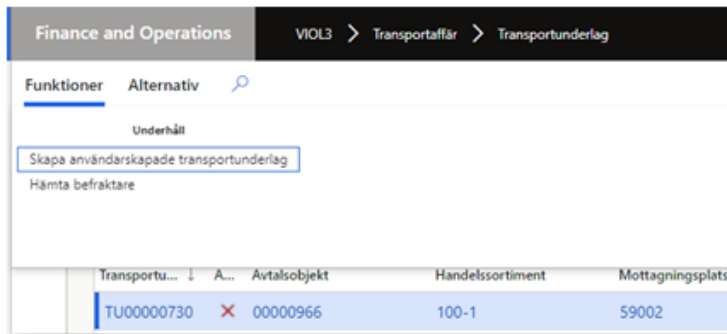 Finance and Operations VIOL3 > Transportaffär > Transportunderlag
Funktioner Alternativ
Underhåll
Skapa användarskapade transportunderlag
Hämta befraktare
Transportu... ↓ A... Avtalsobjekt Handelssortiment Mottagningsplats
TU00000730 00000966 100-1 59002